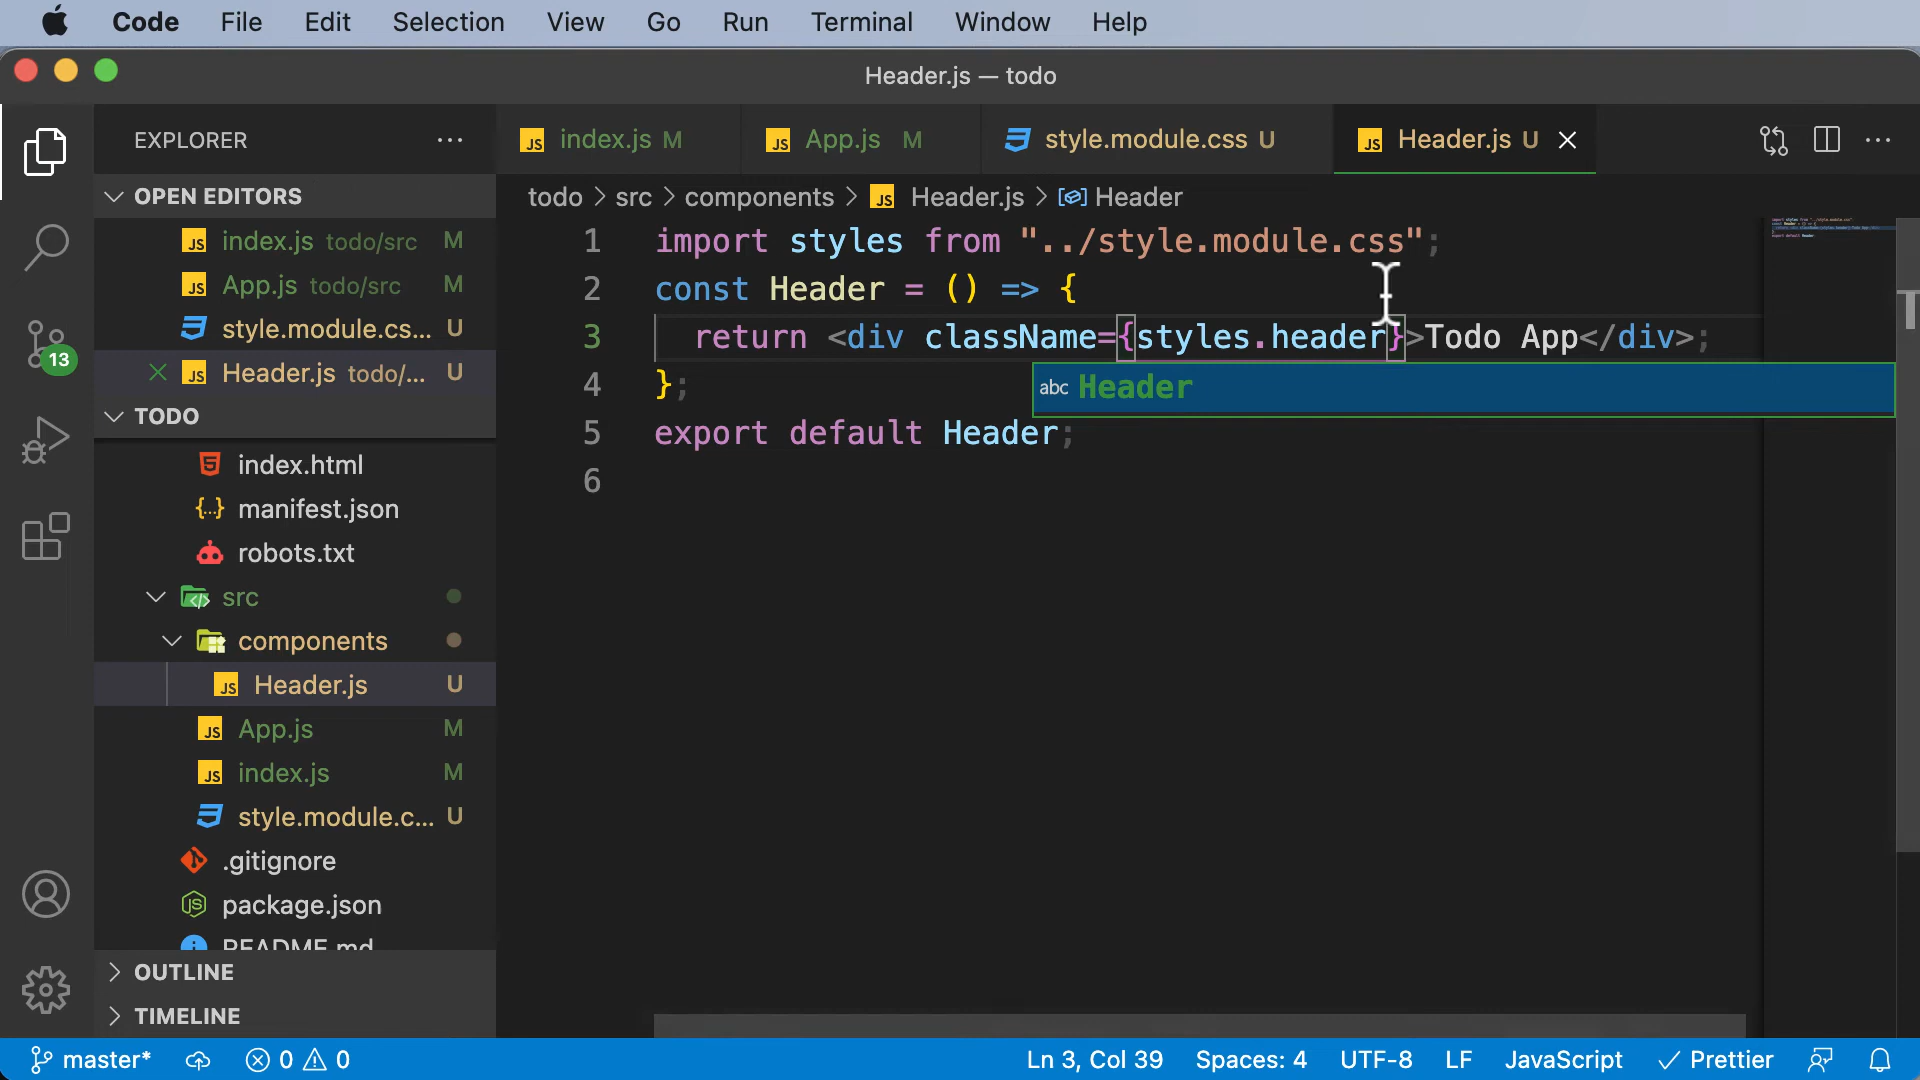 Code File Edit Selection View Go Run Terminal Window Help
Header.js — todo
EXPLORER
index.js M
App.js M
style.module.css U
Header.js U
OPEN EDITORS
todo > src > components > Header.js > Header
index.js todo/src M
App.js todo/src M
style.module.cs... U
Header.js todo/... U
TODO
index.html
manifest.json
robots.txt
src
components
Header.js U
App.js M
index.js M
style.module.c... U
.gitignore
package.json
README.md
OUTLINE
TIMELINE
1 import styles from "../style.module.css";
2 const Header = () => {
3 return <div className={styles.header}>Todo App</div>;
abc Header
4 };
5 export default Header;
6
13
master* 0 0 Ln 3, Col 39 Spaces: 4 UTF-8 LF JavaScript Prettier